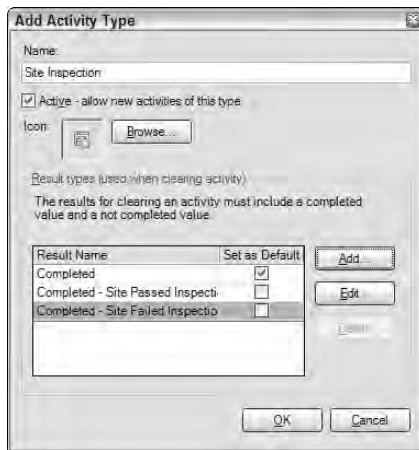 Add Activity Type
Name:
Site Inspection
Active - allow new activities of this type
Icon:
Browse...
Result types (used when clearing activity)
The results for clearing an activity must include a completed
value and a not completed value.
Result Name Set as Default
Add...
Completed
Completed - Site Passed Inspecti
Edit...
Completed - Site Failed Inspectio
Delete
OK Cancel